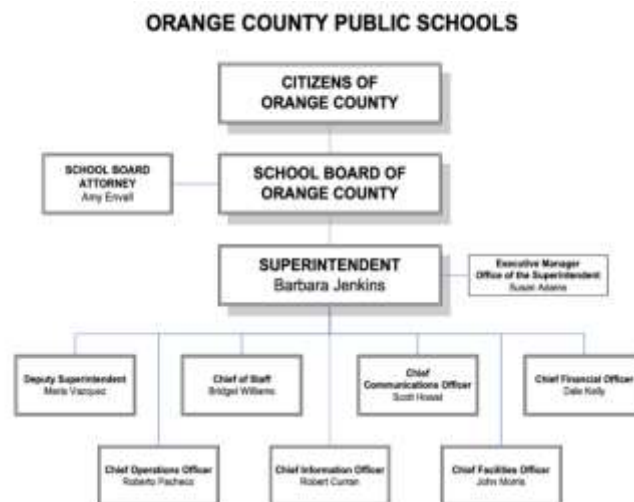 ORANGE COUNTY PUBLIC SCHOOLS
CITIZENS OF
ORANGE COUNTY
SCHOOL BOARD
ATTORNEY
Amy Envall
SCHOOL BOARD OF
ORANGE COUNTY
SUPERINTENDENT
Barbara Jenkins
Executive Manager
Office of the Superintendent
Susan Adams
Deputy Superintendent
Maria Vazquez
Chief of Staff
Bridget Williams
Chief
Communications Officer
Scott Howat
Chief Financial Officer
Dale Kelly
Chief Operations Officer
Roberto Pacheco
Chief Information Officer
Robert Curran
Chief Facilities Officer
John Morris